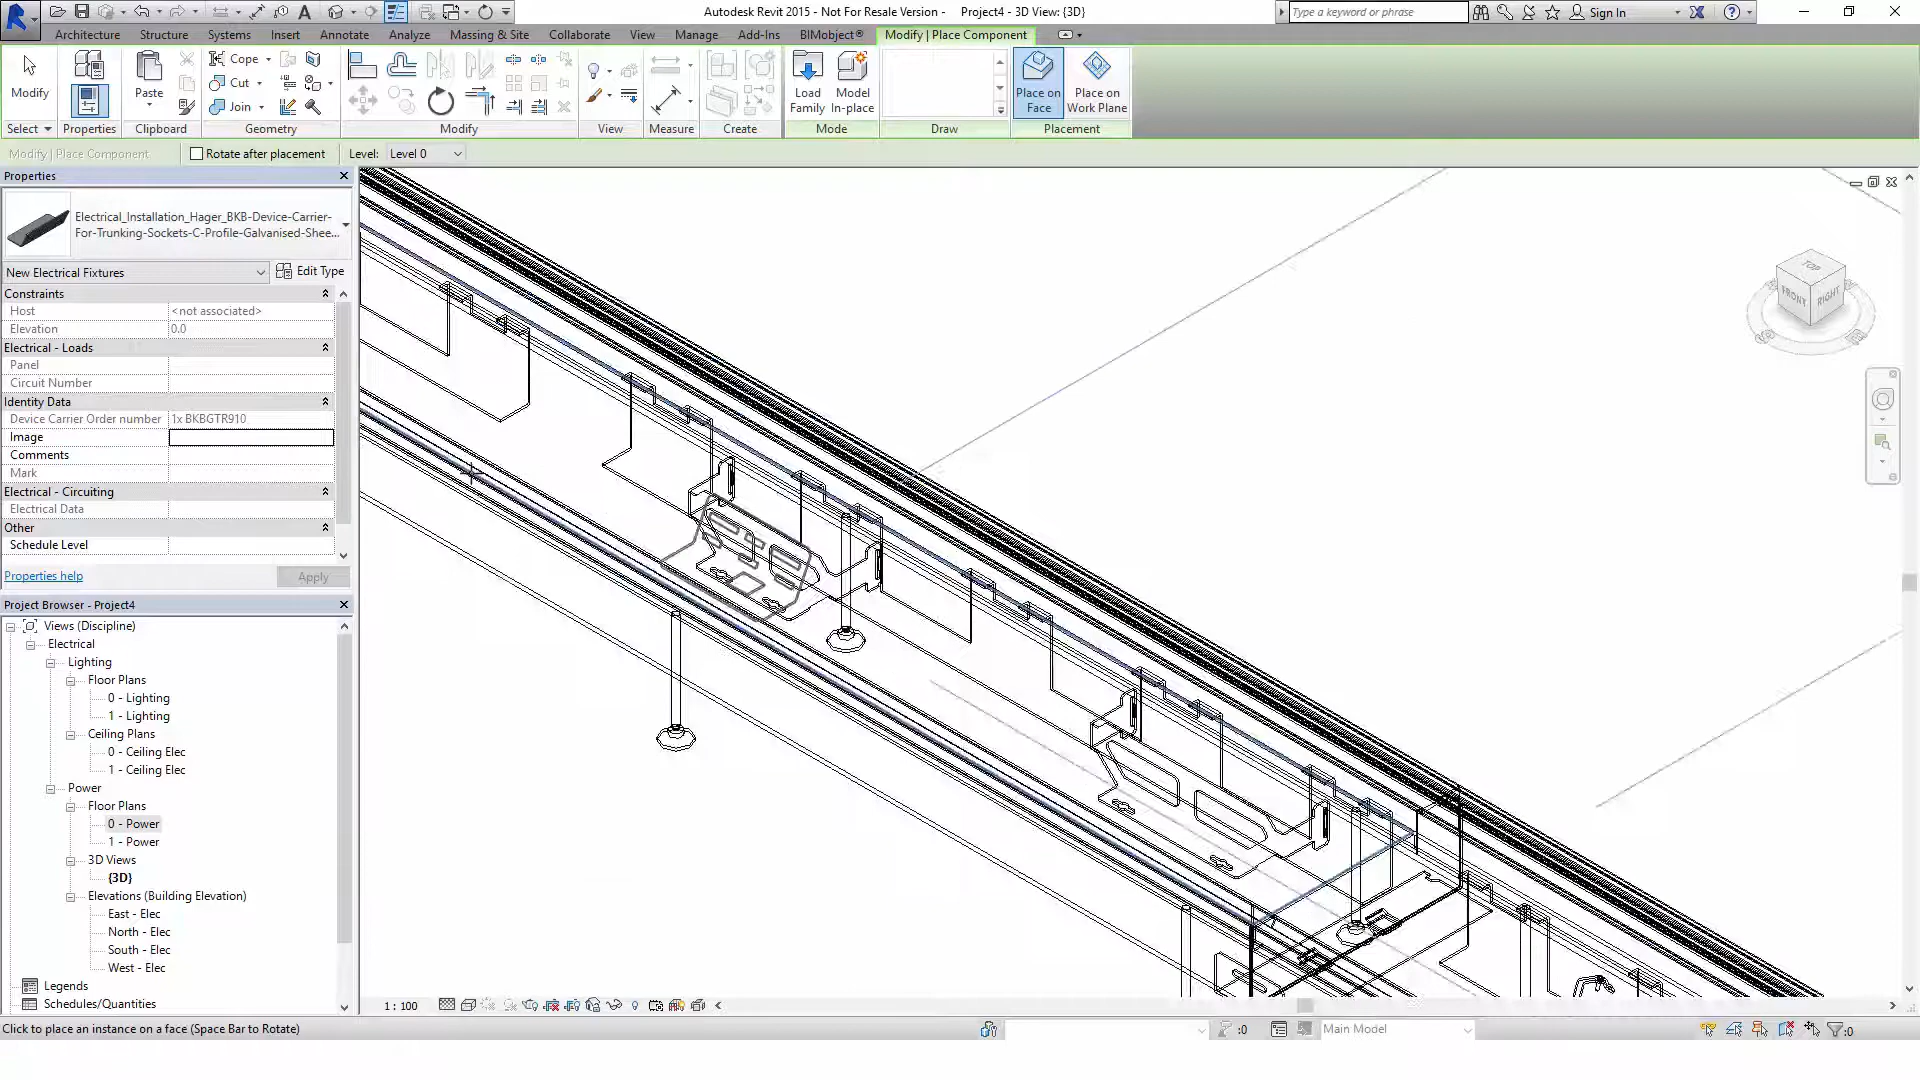 Autodesk Revit 2015 - Not For Resale Version -    Project4 - 3D View: {3D}
Type a keyword or phrase
Sign In
Architecture Structure Systems Insert Annotate Analyze Massing & Site Collaborate View Manage Add-Ins BIMobject® Modify | Place Component
Modify
Properties
Paste
Cope
Cut
Join
Load Family
Model In-place
Place on Face
Place on Work Plane
Select Properties Clipboard Geometry Modify View Measure Create Mode Draw Placement
Modify | Place Component
Rotate after placement
Level: Level 0
Properties
Electrical_Installation_Hager_BKB-Device-Carrier-
For-Trunking-Sockets-C-Profile-Galvanised-Shee...
New Electrical Fixtures
Edit Type
Constraints
Host <not associated>
Elevation 0.0
Electrical - Loads
Panel
Circuit Number
Identity Data
Device Carrier Order number 1x BKBGTR910
Image
Comments
Mark
Electrical - Circuiting
Electrical Data
Other
Schedule Level
Properties help
Apply
Project Browser - Project4
Views (Discipline)
Electrical
Lighting
Floor Plans
0 - Lighting
1 - Lighting
Ceiling Plans
0 - Ceiling Elec
1 - Ceiling Elec
Power
Floor Plans
0 - Power
1 - Power
3D Views
{3D}
Elevations (Building Elevation)
East - Elec
North - Elec
South - Elec
West - Elec
Legends
Schedules/Quantities
TOP
FRONT
RIGHT
1 : 100
Click to place an instance on a face (Space Bar to Rotate)
:0
Main Model
:0